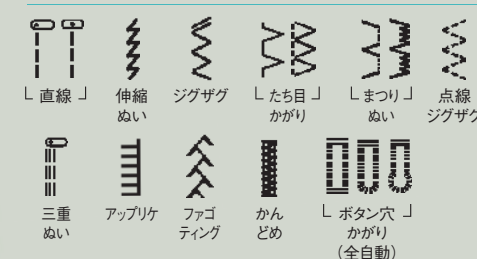 直線 伸縮 ジグザグ たち目 まつり 点線
ぬい かがり ぬい ジグザグ
三重 アップリケ ファゴ かん ボタン穴
ぬい ティング どめ かがり
(全自動)